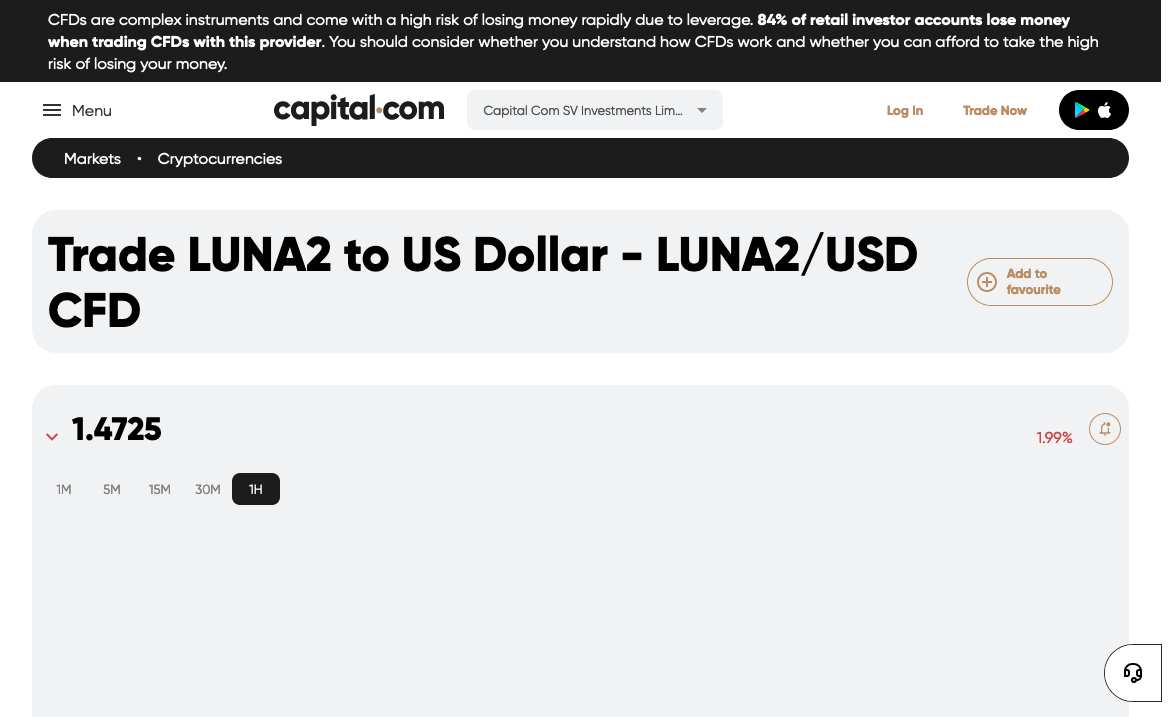 CFDs are complex instruments and come with a high risk of losing money rapidly due to leverage. 84% of retail investor accounts lose money
when trading CFDs with this provider. You should consider whether you understand how CFDs work and whether you can afford to take the high
risk of losing your money.
Menu
capital.com
Capital Com SV Investments Lim...
Log In
Trade Now
Markets • Cryptocurrencies
Trade LUNA2 to US Dollar - LUNA2/USD
CFD
Add to
favourite
1.4725
1.99%
1M 5M 15M 30M 1H